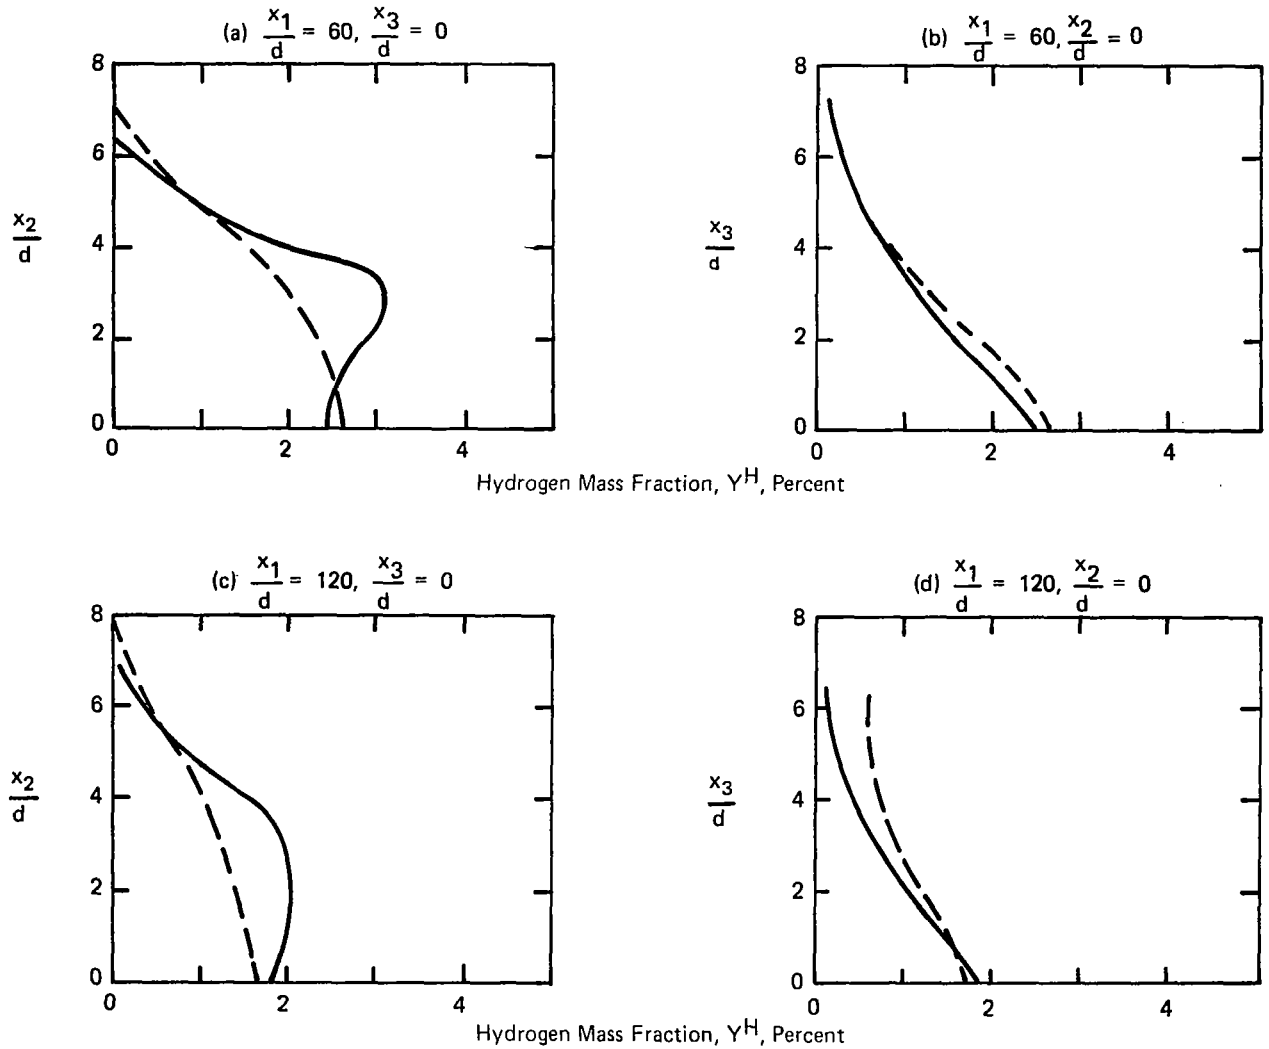 (a) x1/d = 60, x3/d = 0
8
6
4
2
0
x2/d
0 2 4
(b) x1/d = 60, x2/d = 0
8
6
4
2
0
x3/d
0 2 4
Hydrogen Mass Fraction, YH, Percent
(c) x1/d = 120, x3/d = 0
8
6
4
2
0
x2/d
0 2 4
(d) x1/d = 120, x2/d = 0
8
6
4
2
0
x3/d
0 2 4
Hydrogen Mass Fraction, YH, Percent